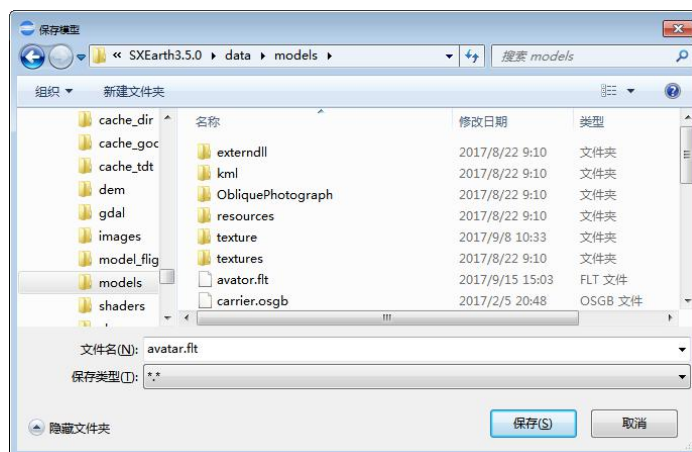 保存模型
« SXEarth3.5.0 ▸ data ▸ models ▸
搜索 models
组织 ▼ 新建文件夹
名称 修改日期 类型
cache_dir
cache_goc
cache_tdt
dem
gdal
images
model_flig
models
shaders
externdll 2017/8/22 9:10 文件夹
kml 2017/8/22 9:10 文件夹
ObliquePhotograph 2017/8/22 9:10 文件夹
resources 2017/8/22 9:10 文件夹
texture 2017/9/8 10:33 文件夹
textures 2017/8/22 9:10 文件夹
avator.flt 2017/9/15 15:03 FLT 文件
carrier.osgb 2017/2/5 20:48 OSGB 文件
文件名(N): avatar.flt
保存类型(T): *.*
隐藏文件夹 保存(S) 取消